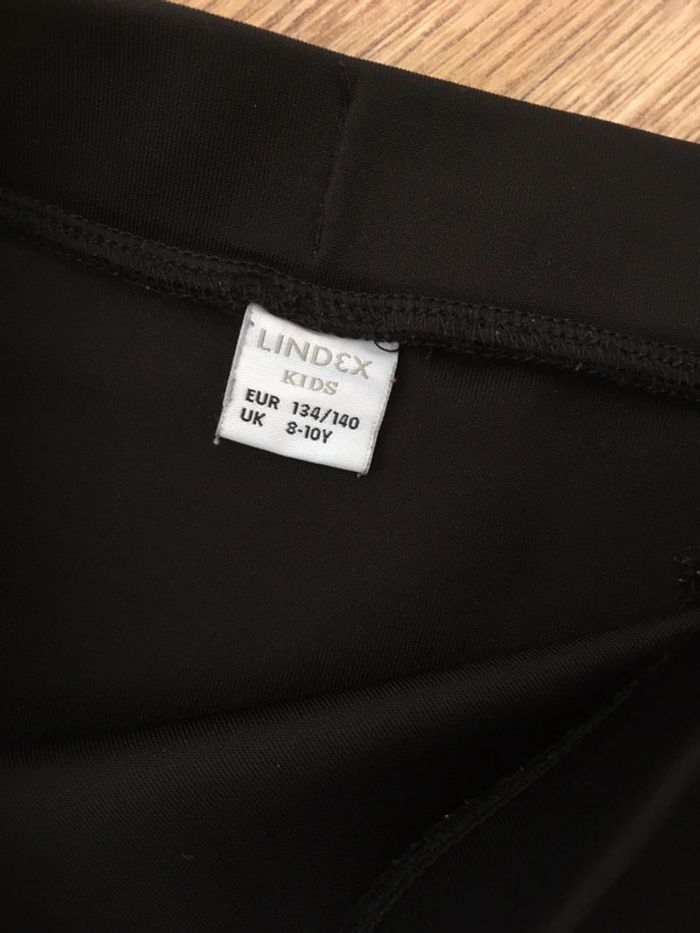 LINDEX
KIDS
EUR 134/140
UK 8-10Y